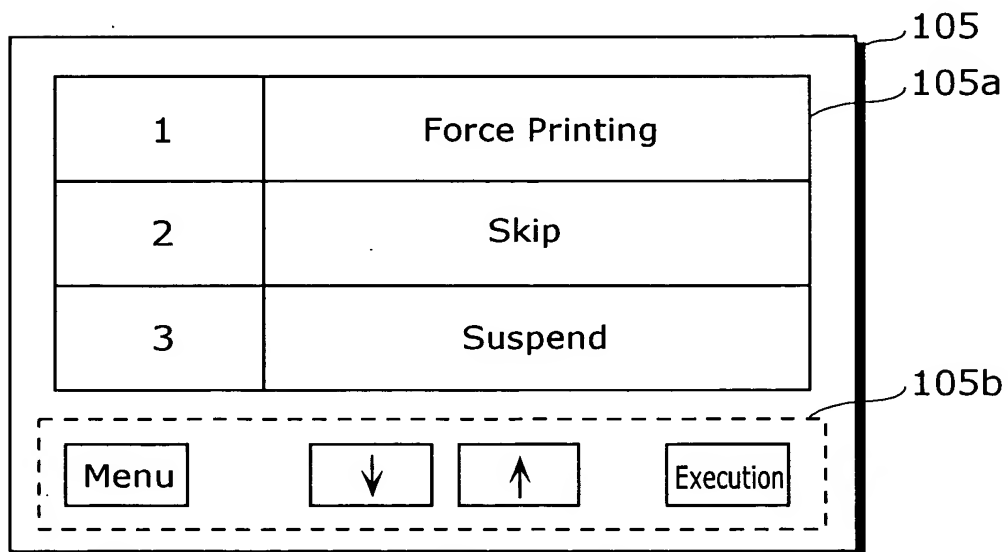 105
105a
1 Force Printing
2 Skip
3 Suspend
105b
Menu ↓ ↑ Execution